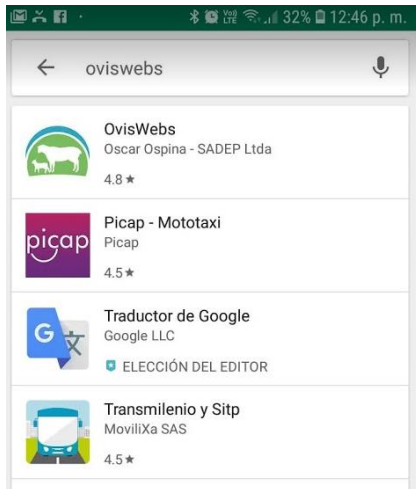 32% 12:46 p. m.
oviswebs
OvisWebs
Oscar Ospina - SADEP Ltda
4.8 ★
picap
Picap - Mototaxi
Picap
4.5 ★
G 文
Traductor de Google
Google LLC
ELECCIÓN DEL EDITOR
Transmilenio y Sitp
MoviliXa SAS
4.5 ★